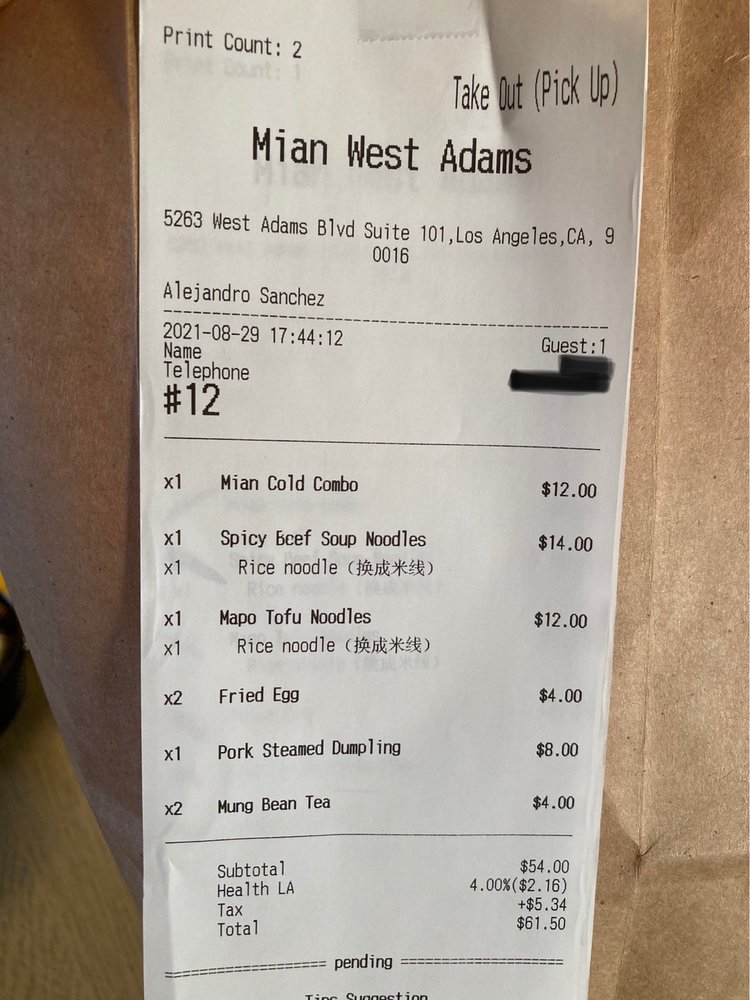 Print Count: 2
Take Out (Pick Up)
Mian West Adams
5263 West Adams Blvd Suite 101,Los Angeles,CA, 9
0016
Alejandro Sanchez
2021-08-29 17:44:12
Guest:1
Name
Telephone
#12
x1 Mian Cold Combo $12.00
x1 Spicy Beef Soup Noodles $14.00
x1 Rice noodle (换成米线)
x1 Mapo Tofu Noodles $12.00
x1 Rice noodle (换成米线)
x2 Fried Egg $4.00
x1 Pork Steamed Dumpling $8.00
x2 Mung Bean Tea $4.00
Subtotal $54.00
Health LA 4.00%($2.16)
Tax +$5.34
Total $61.50
pending
Tips Suggestion